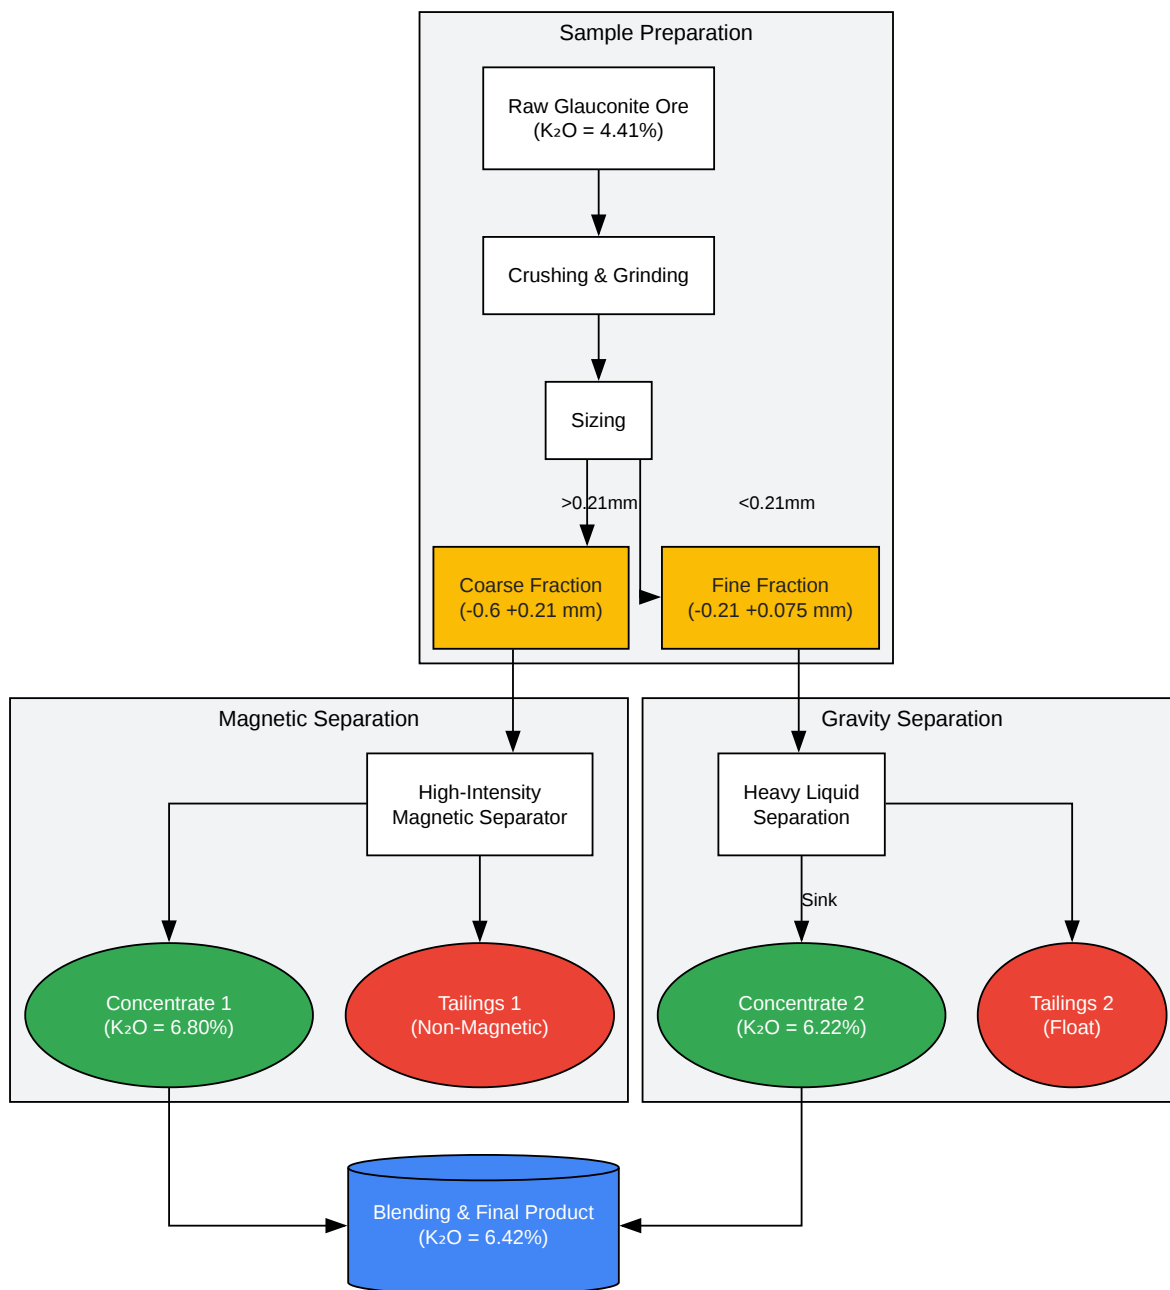 Sample Preparation
Raw Glauconite Ore
(K₂O = 4.41%)
Crushing & Grinding
Sizing
>0.21mm
<0.21mm
Coarse Fraction
(-0.6 +0.21 mm)
Fine Fraction
(-0.21 +0.075 mm)
Magnetic Separation
High-Intensity
Magnetic Separator
Concentrate 1
(K₂O = 6.80%)
Tailings 1
(Non-Magnetic)
Gravity Separation
Heavy Liquid
Separation
Sink
Concentrate 2
(K₂O = 6.22%)
Tailings 2
(Float)
Blending & Final Product
(K₂O = 6.42%)